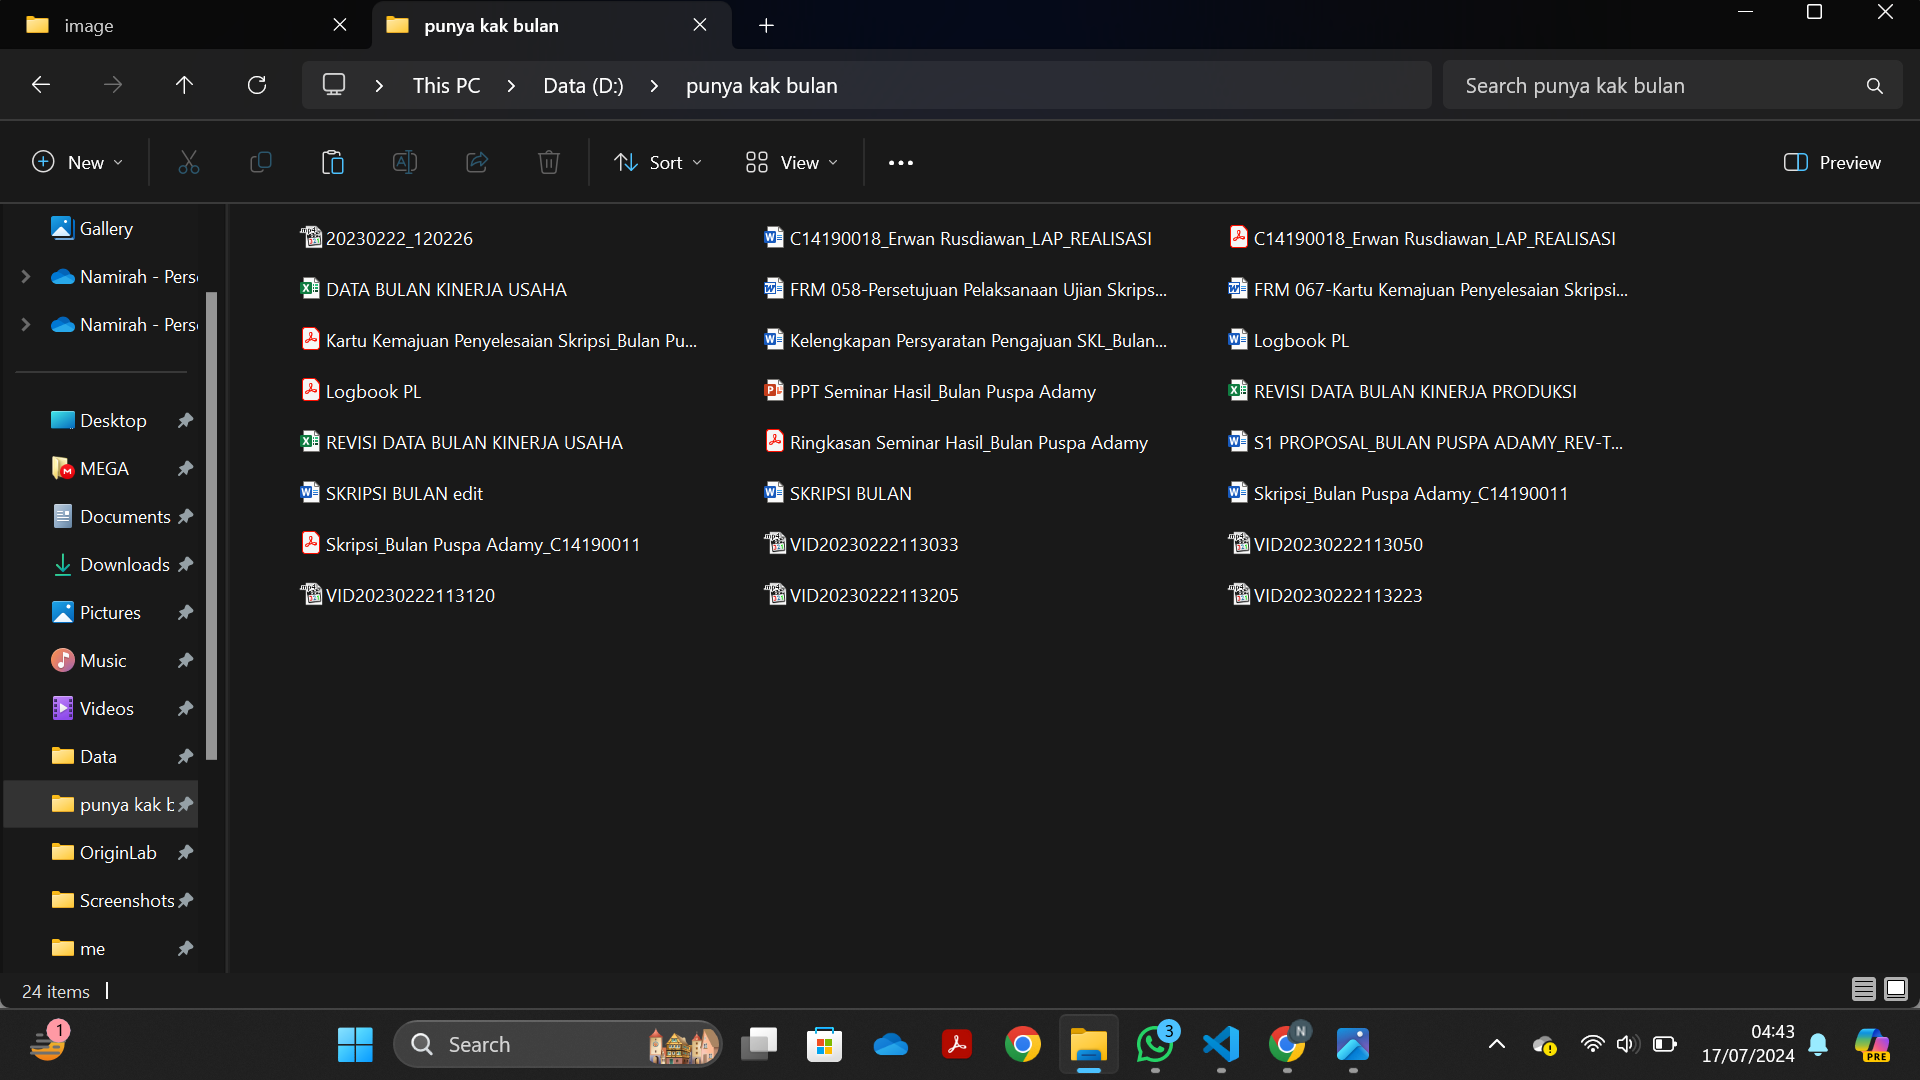 image
punya kak bulan
This PC
Data (D:)
punya kak bulan
Search punya kak bulan
New
Sort
View
Preview
Gallery
Namirah - Pers
Namirah - Pers
Desktop
MEGA
Documents
Downloads
Pictures
Music
Videos
Data
punya kak b
OriginLab
Screenshots
me
20230222_120226
C14190018_Erwan Rusdiawan_LAP_REALISASI
C14190018_Erwan Rusdiawan_LAP_REALISASI
DATA BULAN KINERJA USAHA
FRM 058-Persetujuan Pelaksanaan Ujian Skrips...
FRM 067-Kartu Kemajuan Penyelesaian Skripsi...
Kartu Kemajuan Penyelesaian Skripsi_Bulan Pu...
Kelengkapan Persyaratan Pengajuan SKL_Bulan...
Logbook PL
Logbook PL
PPT Seminar Hasil_Bulan Puspa Adamy
REVISI DATA BULAN KINERJA PRODUKSI
REVISI DATA BULAN KINERJA USAHA
Ringkasan Seminar Hasil_Bulan Puspa Adamy
S1 PROPOSAL_BULAN PUSPA ADAMY_REV-T...
SKRIPSI BULAN edit
SKRIPSI BULAN
Skripsi_Bulan Puspa Adamy_C14190011
Skripsi_Bulan Puspa Adamy_C14190011
VID20230222113033
VID20230222113050
VID20230222113120
VID20230222113205
VID20230222113223
24 items
1
Search
3
N
04:43
17/07/2024
PRE